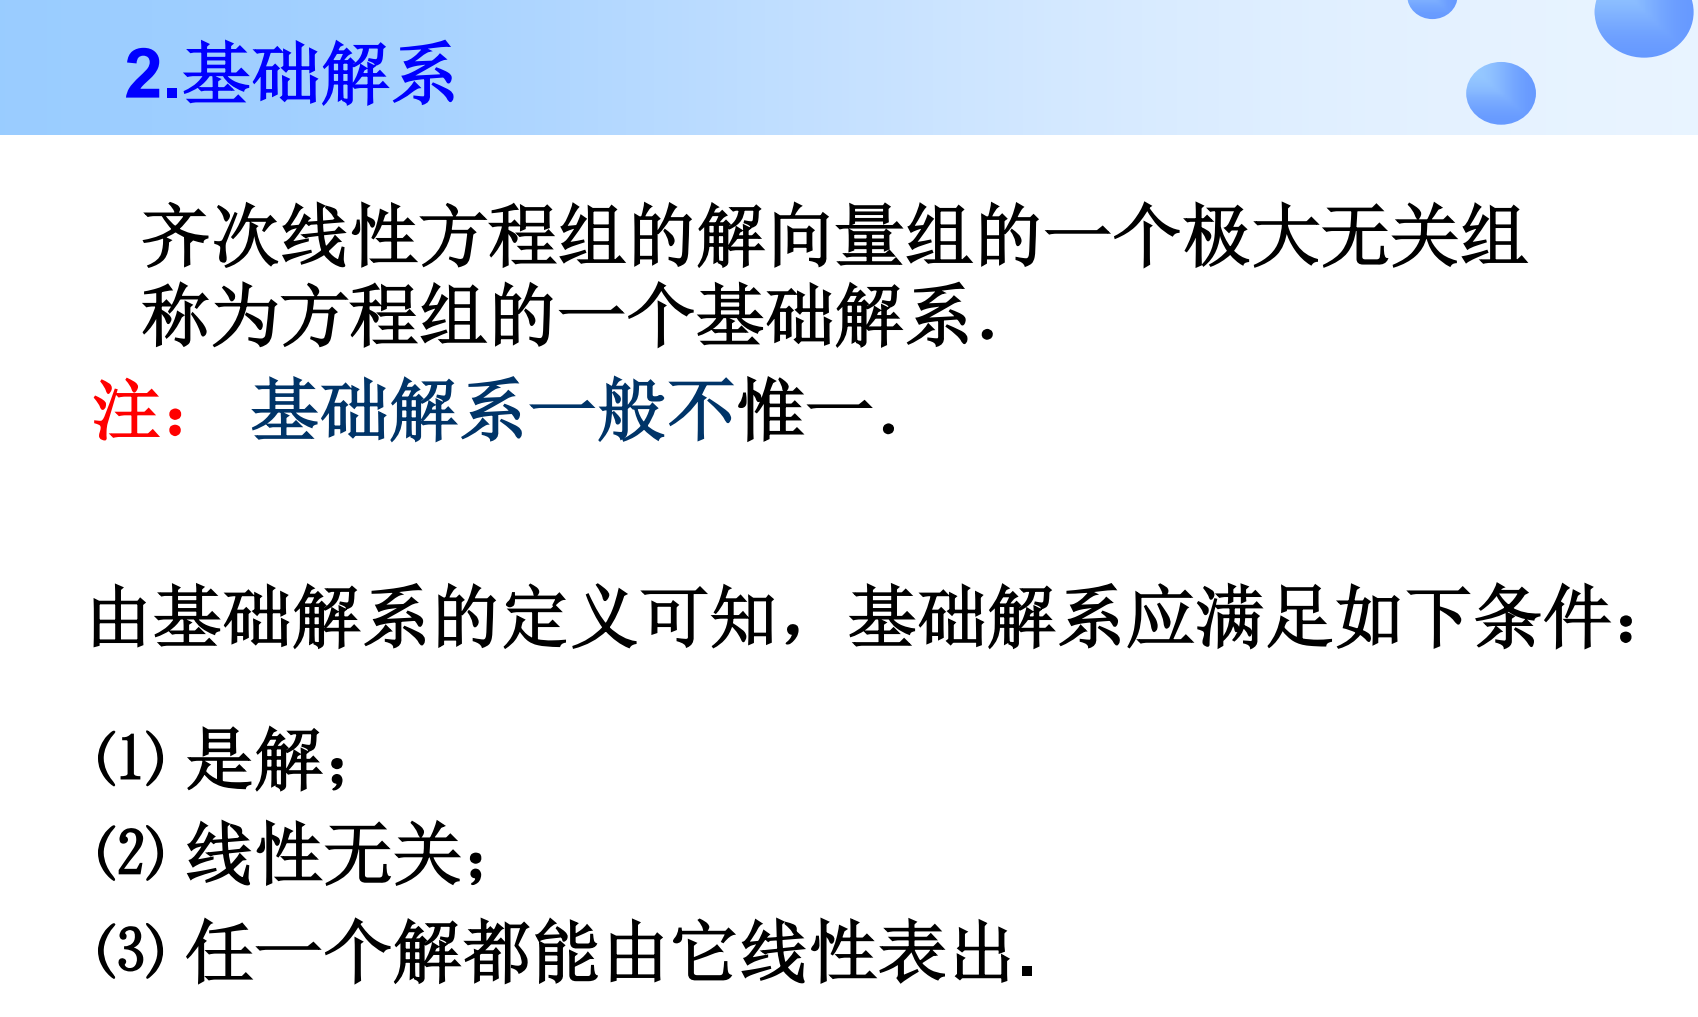 2.基础解系
齐次线性方程组的解向量组的一个极大无关组
称为方程组的一个基础解系.
注： 基础解系一般不惟一.
由基础解系的定义可知，基础解系应满足如下条件：
⑴ 是解；
⑵ 线性无关；
⑶ 任一个解都能由它线性表出.